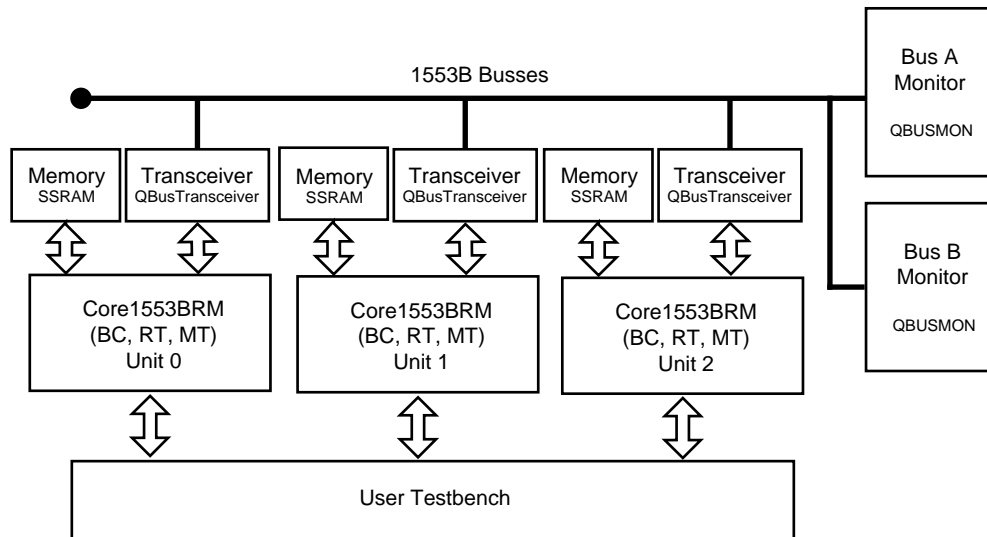 1553B Busses
Bus A
Monitor
QBUSMON
Memory
SSRAM
Transceiver
QBusTransceiver
Memory
SSRAM
Transceiver
QBusTransceiver
Memory
SSRAM
Transceiver
QBusTransceiver
Bus B
Monitor
QBUSMON
Core1553BRM
(BC, RT, MT)
Unit 0
Core1553BRM
(BC, RT, MT)
Unit 1
Core1553BRM
(BC, RT, MT)
Unit 2
User Testbench